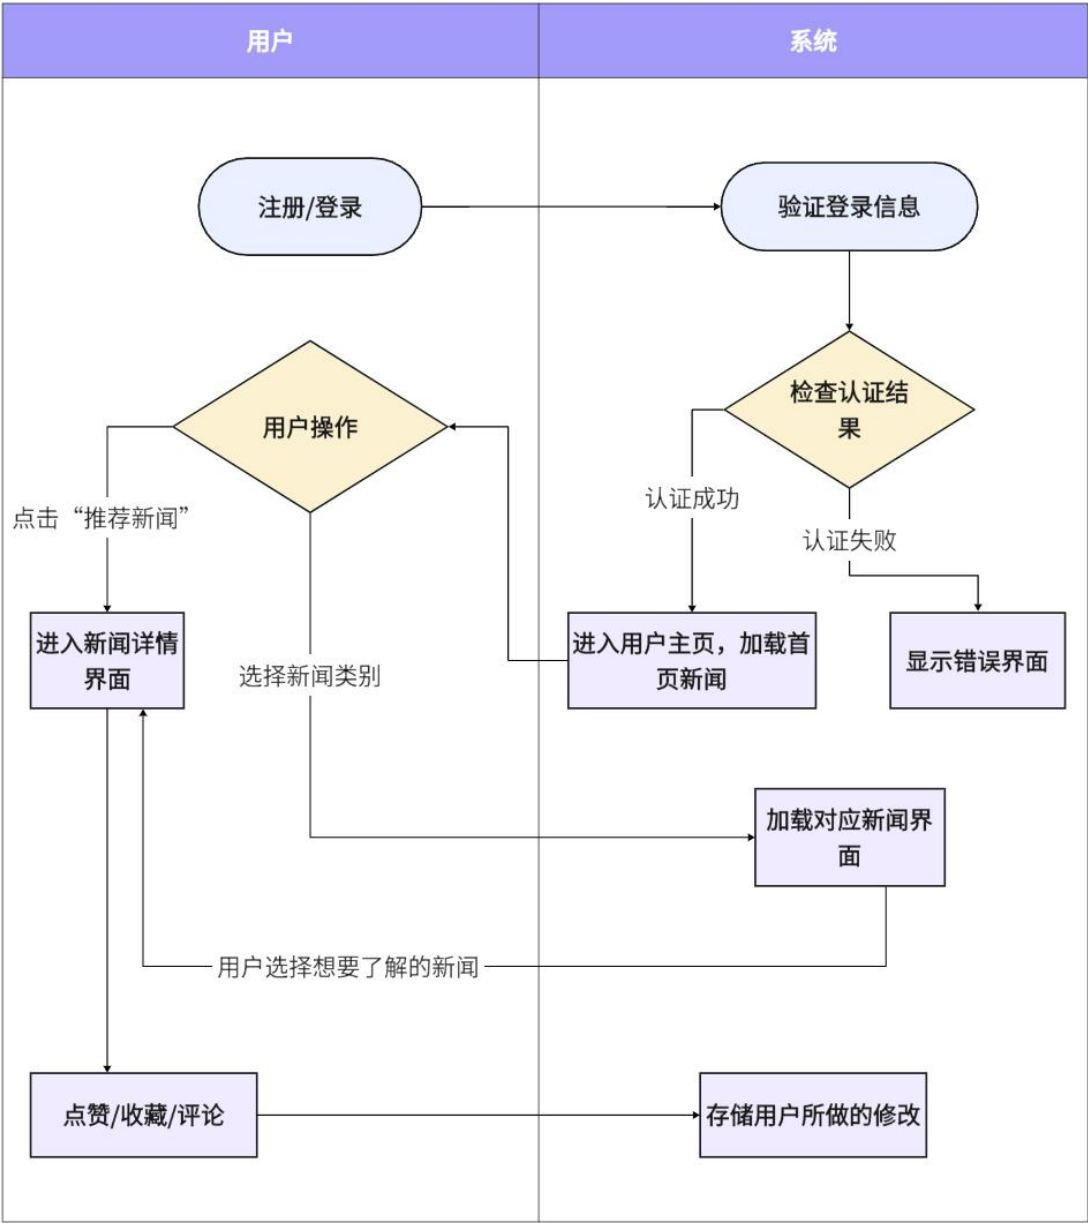 用户
系统
注册/登录
验证登录信息
检查认证结
果
用户操作
认证成功
点击“推荐新闻”
认证失败
进入新闻详情
界面
选择新闻类别
进入用户主页，加载首
页新闻
显示错误界面
加载对应新闻界
面
用户选择想要了解的新闻
点赞/收藏/评论
存储用户所做的修改